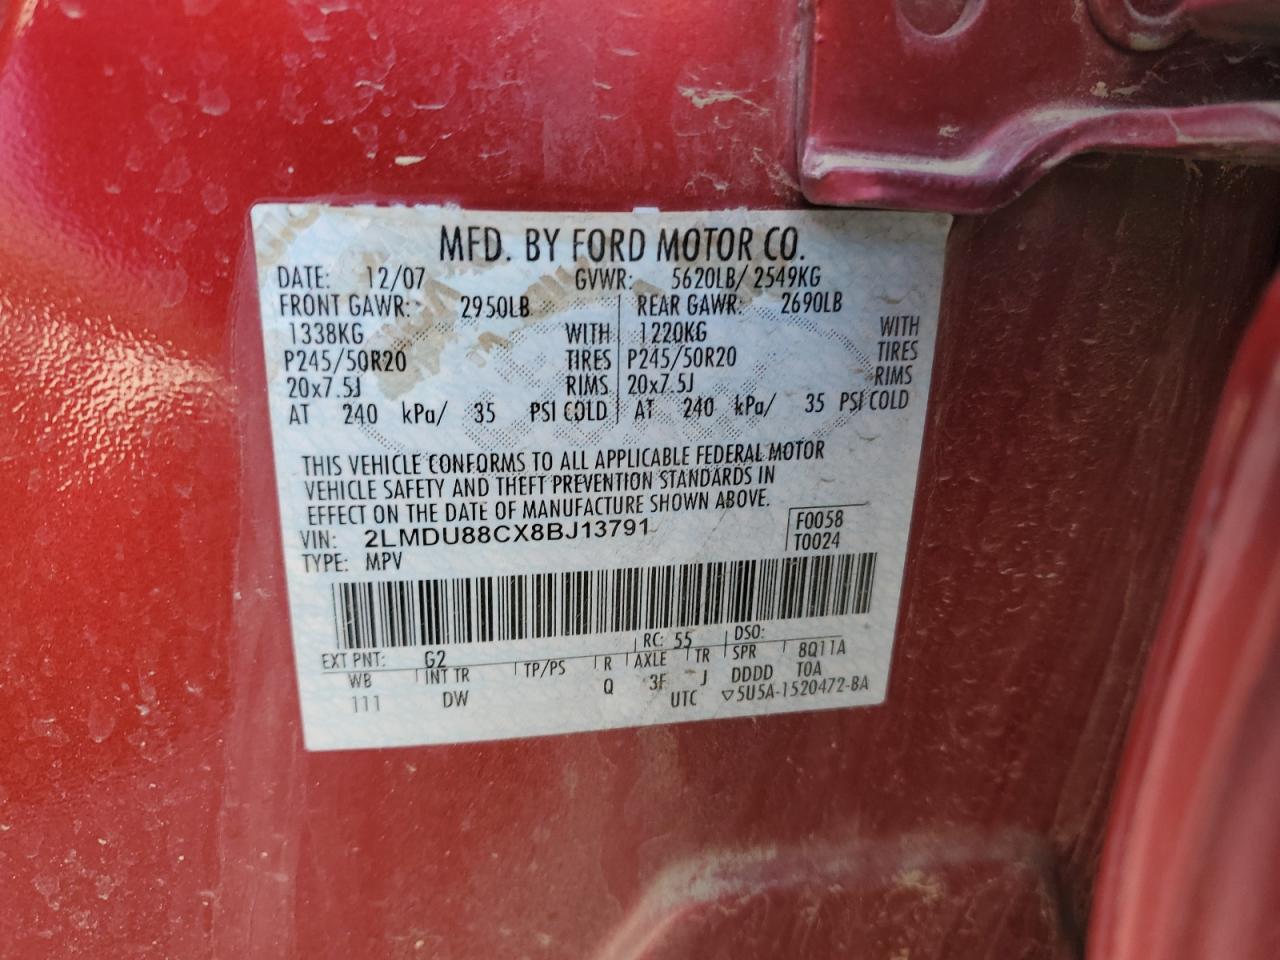 MFD. BY FORD MOTOR CO.
DATE: 12/07 GVWR: 5620LB/ 2549KG
FRONT GAWR: 2950LB REAR GAWR: 2690LB
1338KG WITH 1220KG WITH
P245/50R20 TIRES P245/50R20 TIRES
20x7.5J RIMS 20x7.5J RIMS
AT 240 kPa/ 35 PSI COLD AT 240 kPa/ 35 PSI COLD
THIS VEHICLE CONFORMS TO ALL APPLICABLE FEDERAL MOTOR
VEHICLE SAFETY AND THEFT PREVENTION STANDARDS IN
EFFECT ON THE DATE OF MANUFACTURE SHOWN ABOVE.
VIN: 2LMDU88CX8BJ13791 F0058
TYPE: MPV T0024
EXT PNT: G2 RC: 55 DSO:
WB INT TR TP/PS R AXLE TR SPR 8Q11A
111 DW Q 3F J DDDD TOA
UTC ▽5U5A-1520472-BA